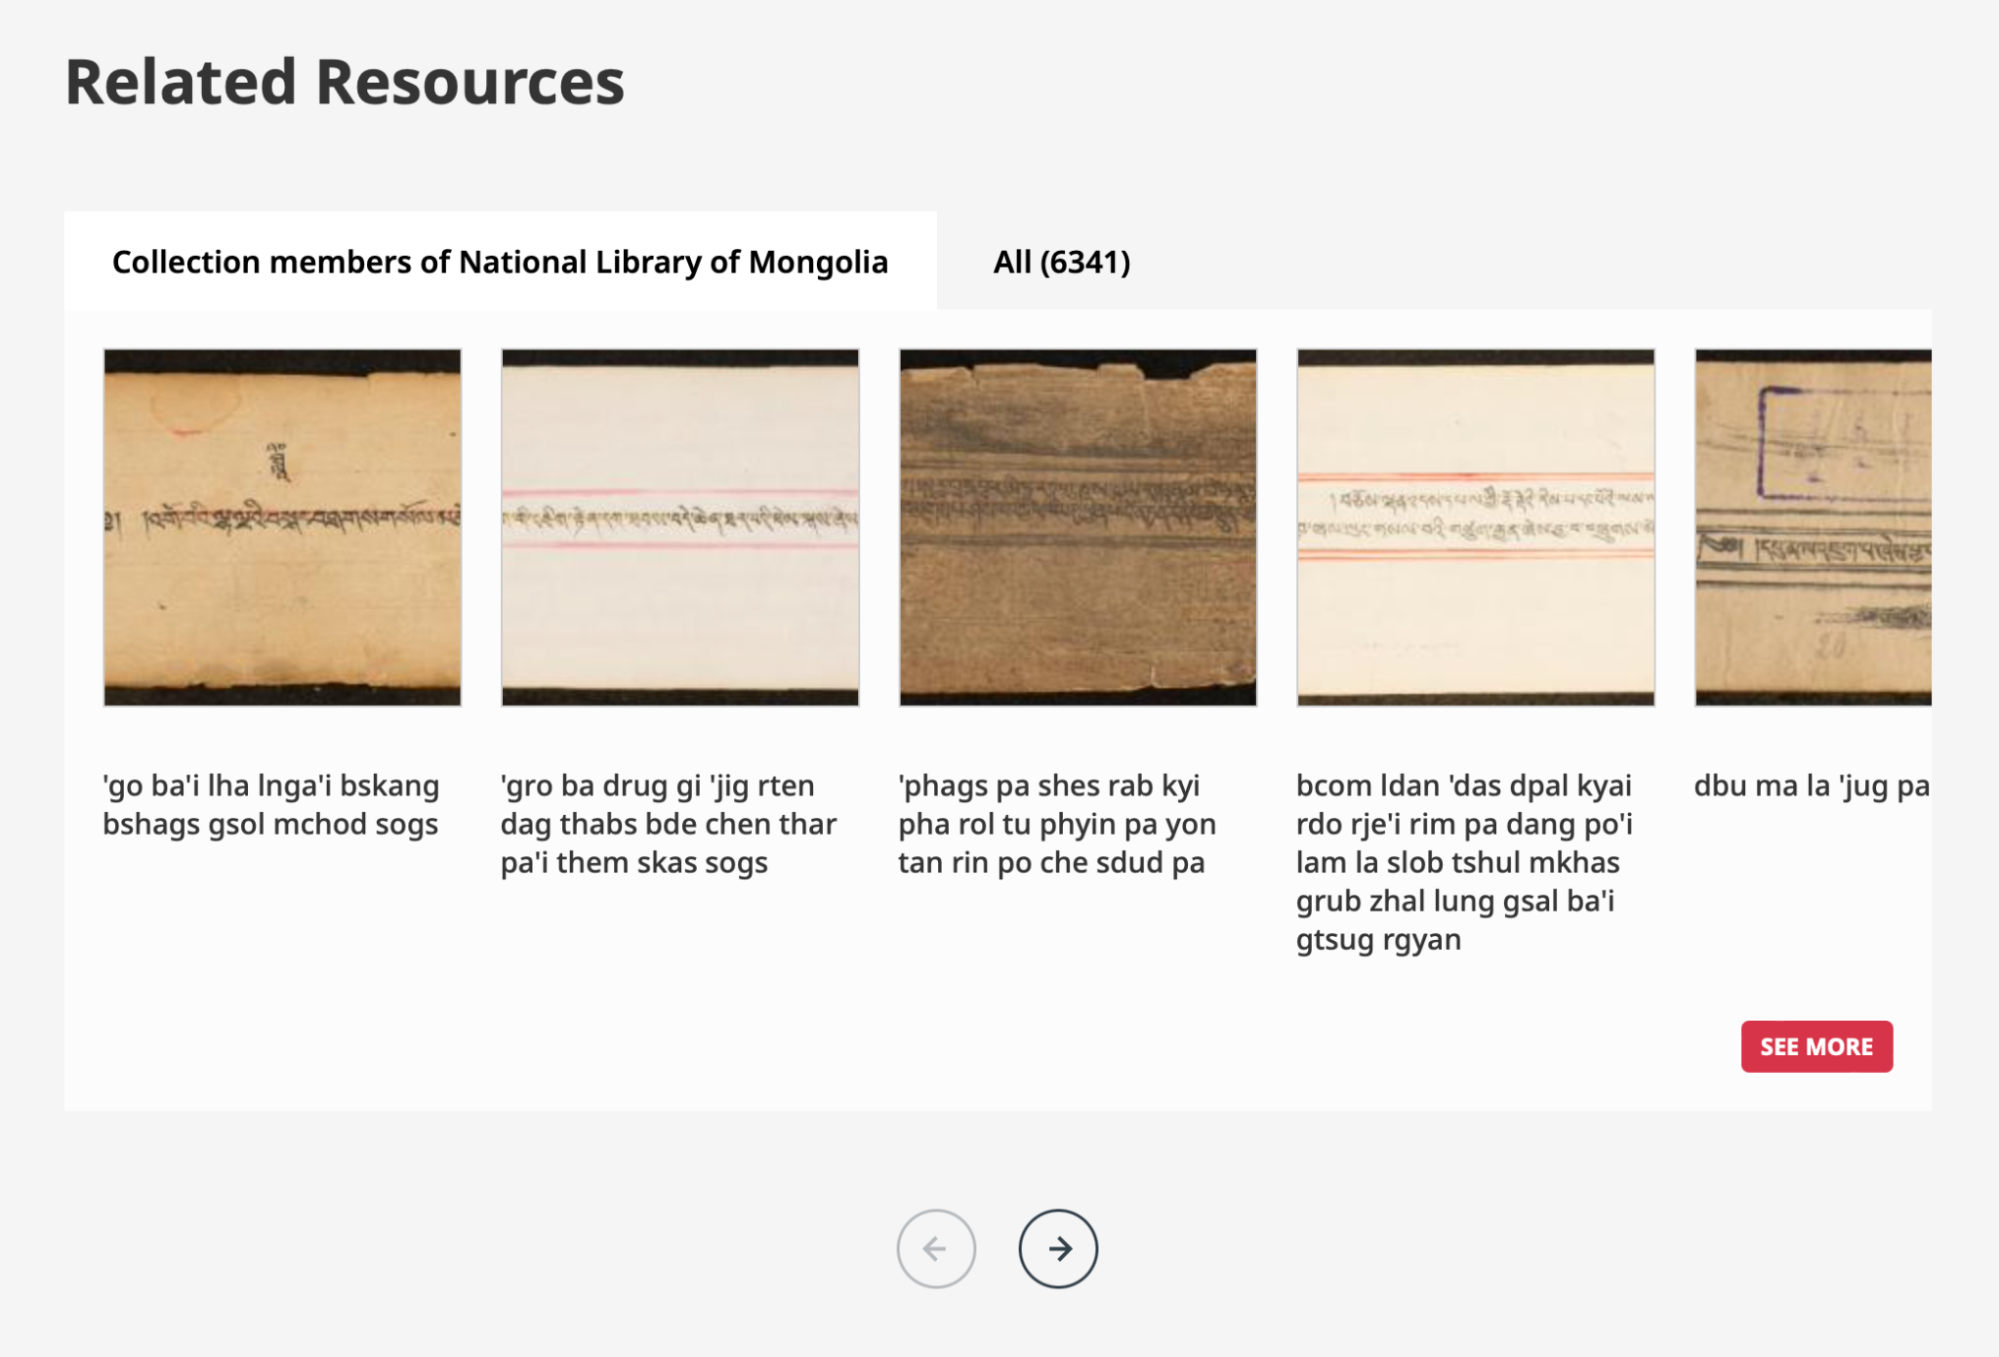 Related Resources
Collection members of National Library of Mongolia
All (6341)
'go ba'i lha lnga'i bskang
bshags gsol mchod sogs
'gro ba drug gi 'jig rten
dag thabs bde chen thar
pa'i them skas sogs
'phags pa shes rab kyi
pha rol tu phyin pa yon
tan rin po che sdud pa
bcom ldan 'das dpal kyai
rdo rje'i rim pa dang po'i
lam la slob tshul mkhas
grub zhal lung gsal ba'i
gtsug rgyan
dbu ma la 'jug pa
SEE MORE